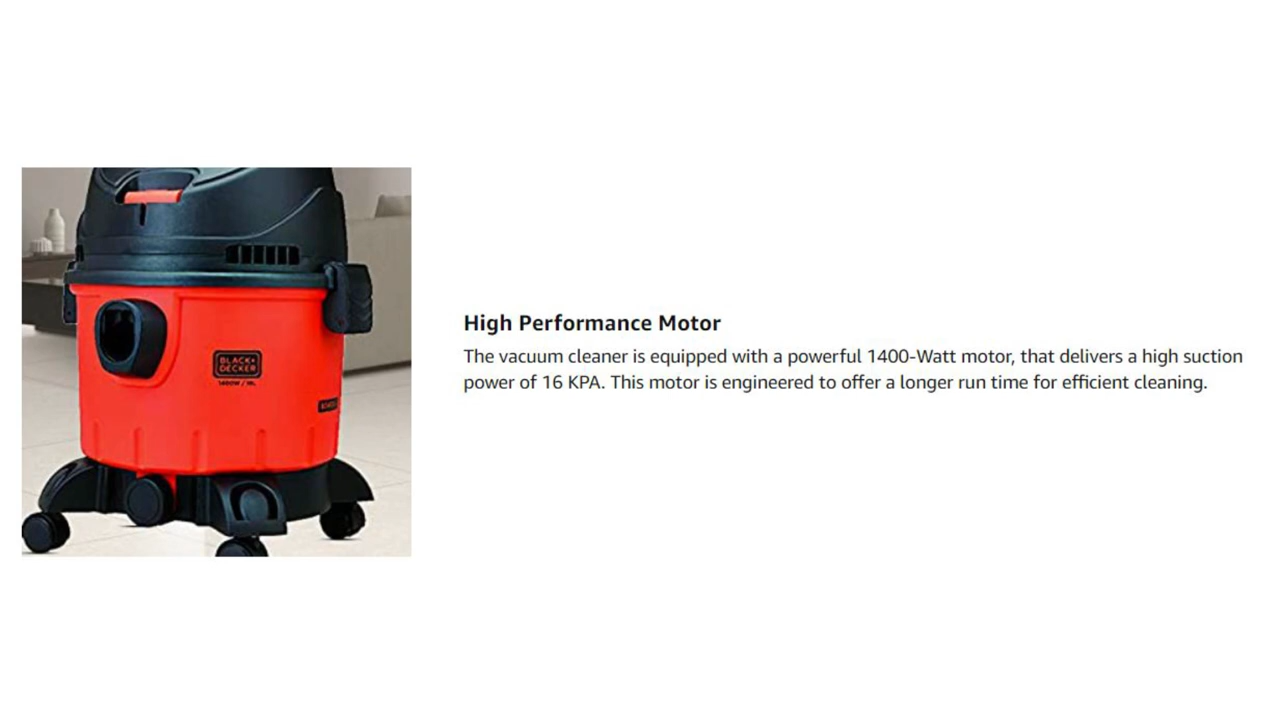 High Performance Motor
The vacuum cleaner is equipped with a powerful 1400-Watt motor, that delivers a high suction
power of 16 KPA. This motor is engineered to offer a longer run time for efficient cleaning.
BLACK+
DECKER
1400W /